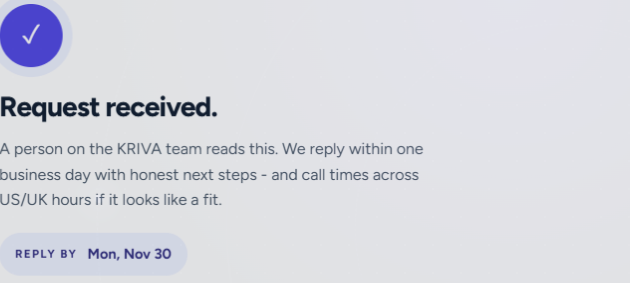 Request received.
A person on the KRIVA team reads this. We reply within one
business day with honest next steps - and call times across
US/UK hours if it looks like a fit.
REPLY BY Mon, Nov 30